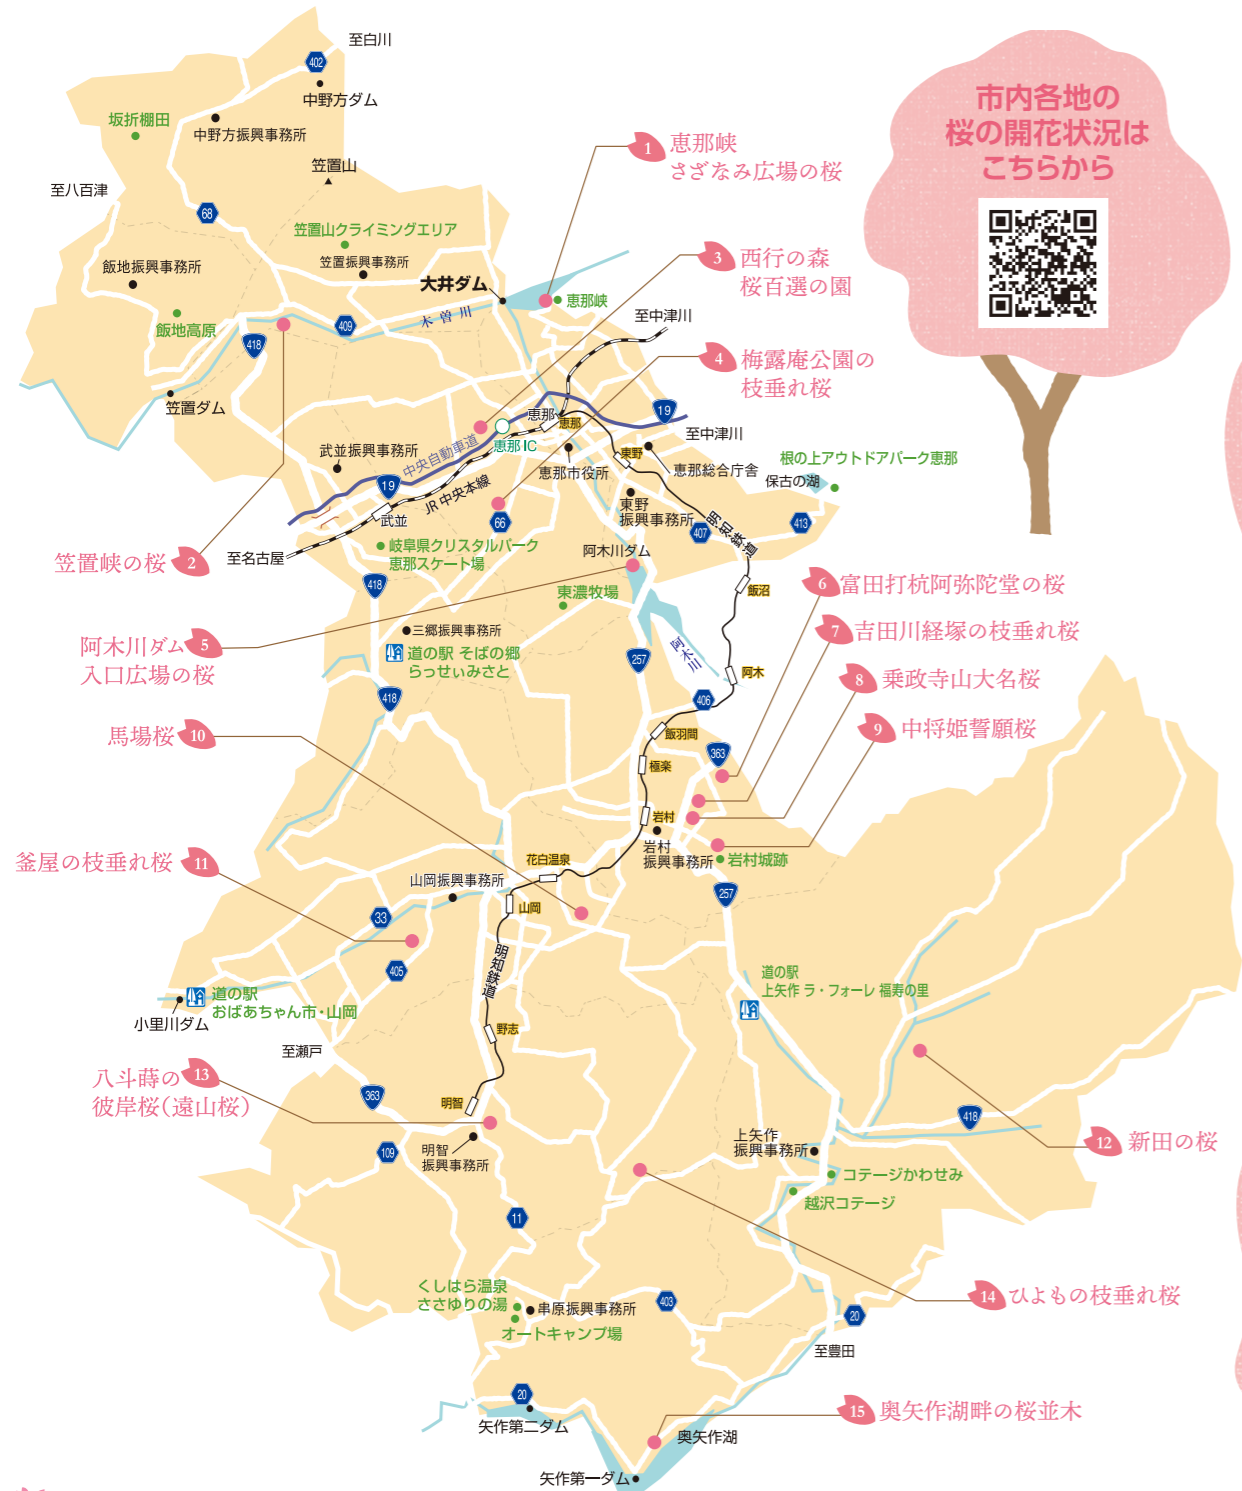 至白川
402
中野方ダム
坂折棚田
中野方振興事務所
笠置山
至八百津
68
笠置山クライミングエリア
飯地振興事務所
笠置振興事務所
大井ダム
恵那峡
木曽川
409
飯地高原
418
至中津川
笠置ダム
市内各地の
桜の開花状況は
こちらから
1
恵那峡
さざなみ広場の桜
3
西行の森
桜百選の園
4
梅露庵公園の
枝垂れ桜
恵那
恵那
19
至中津川
恵那IC
中央自動車道
武並振興事務所
恵那市役所
東野
恵那総合庁舎
根の上アウトドアパーク恵那
保古の湖
19
JR中央本線
武並
66
東野
振興事務所
407
明知鉄道
413
至名古屋
岐阜県クリスタルパーク
恵那スケート場
阿木川ダム
2
笠置峡の桜
418
東濃牧場
飯沼
6
富田打杭阿弥陀堂の桜
7
吉田川経塚の枝垂れ桜
8
乗政寺山大名桜
9
中将姫誓願桜
5
阿木川ダム
入口広場の桜
三郷振興事務所
道の駅 そばの郷
らっせぃみさと
257
阿木川
阿木
418
406
10
馬場桜
飯羽間
363
極楽
岩村
岩村
振興事務所
岩村城跡
11
釜屋の枝垂れ桜
花白温泉
山岡振興事務所
257
33
山岡
405
明知鉄道
道の駅
上矢作 ラ・フォーレ 福寿の里
道の駅
おばあちゃん市・山岡
小里川ダム
至瀬戸
野志
13
八斗蒔の
彼岸桜(遠山桜)
363
明智
418
109
明智
振興事務所
上矢作
振興事務所
12
新田の桜
コテージかわせみ
越沢コテージ
11
くしはら温泉
ささゆりの湯
串原振興事務所
オートキャンプ場
403
14
ひよもの枝垂れ桜
20
至豊田
20
矢作第二ダム
15
奥矢作湖畔の桜並木
奥矢作湖
矢作第一ダム